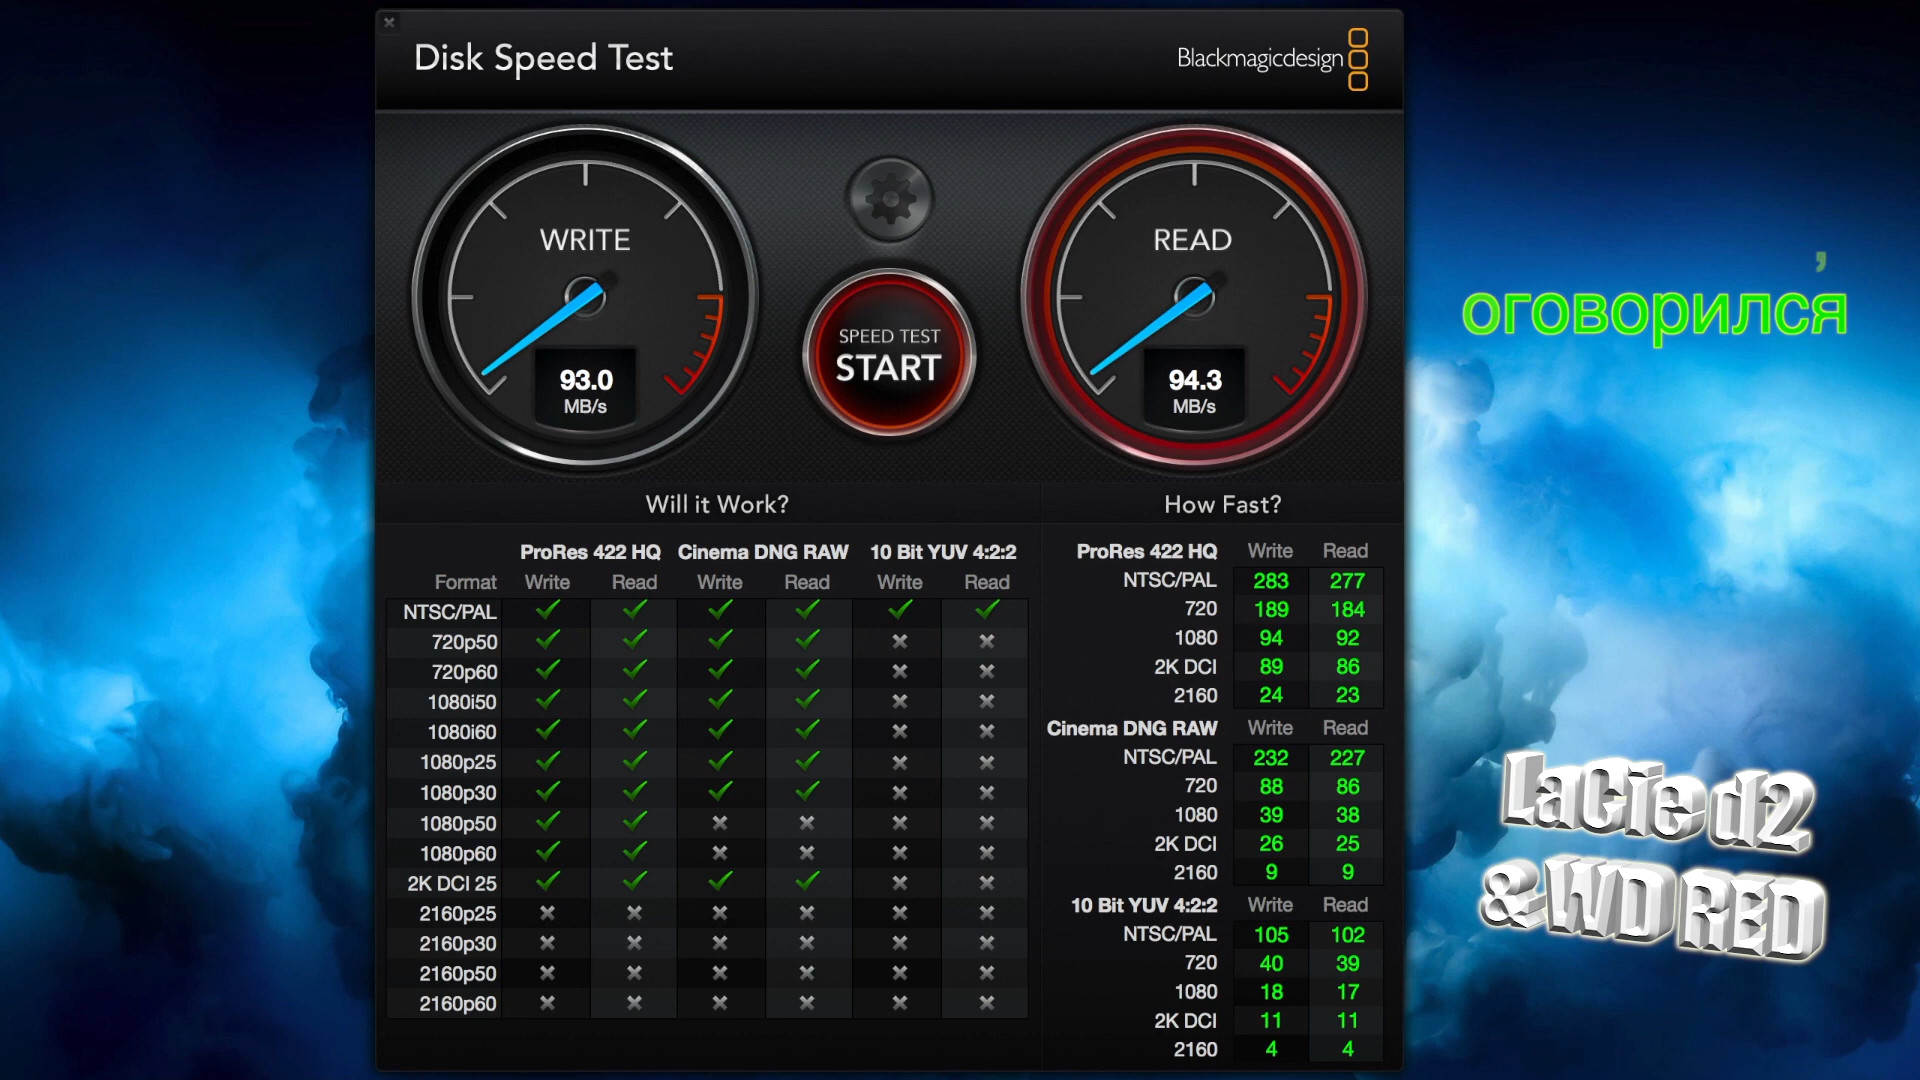 Disk Speed Test
Blackmagicdesign
WRITE
93.0
MB/s
SPEED TEST
START
READ
94.3
MB/s
,
оговорился
Will it Work?
ProRes 422 HQ Cinema DNG RAW 10 Bit YUV 4:2:2
Format Write Read Write Read Write Read
NTSC/PAL
720p50
720p60
1080i50
1080i60
1080p25
1080p30
1080p50
1080p60
2K DCI 25
2160p25
2160p30
2160p50
2160p60
How Fast?
ProRes 422 HQ Write Read
NTSC/PAL 283 277
720 189 184
1080 94 92
2K DCI 89 86
2160 24 23
Cinema DNG RAW Write Read
NTSC/PAL 232 227
720 88 86
1080 39 38
2K DCI 26 25
2160 9 9
10 Bit YUV 4:2:2 Write Read
NTSC/PAL 105 102
720 40 39
1080 18 17
2K DCI 11 11
2160 4 4
LaCie d2
& WD RED